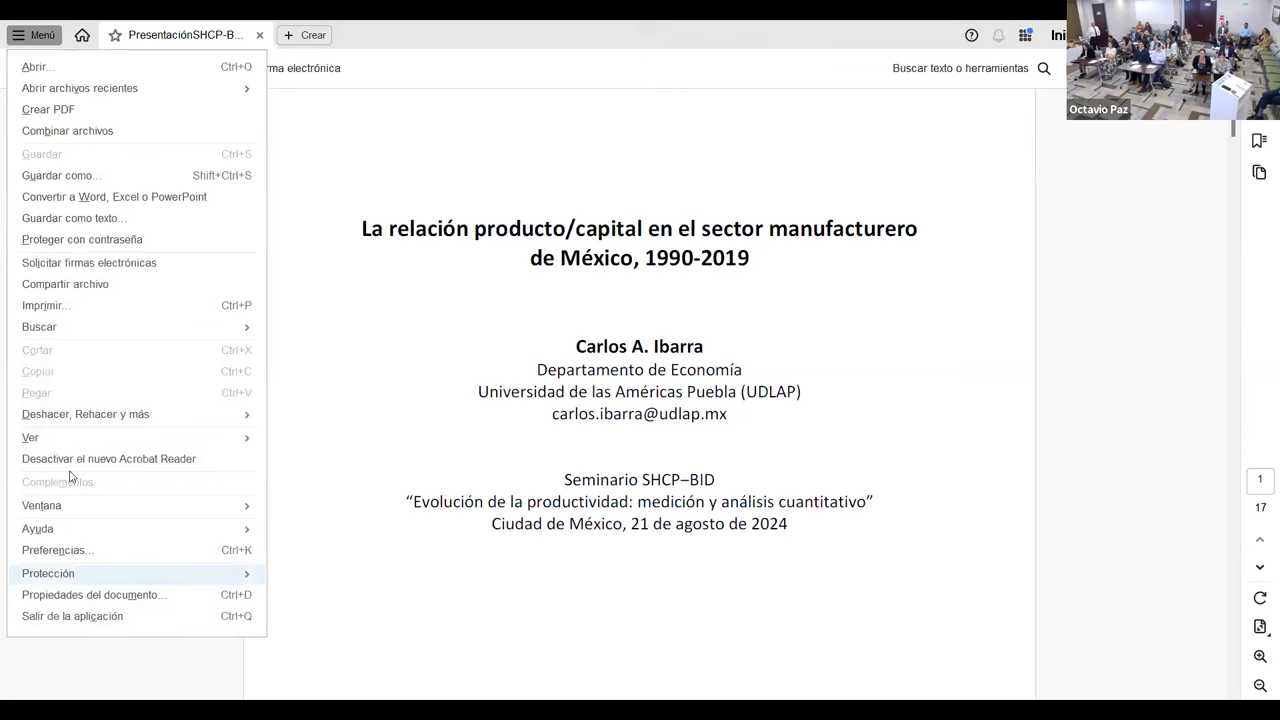 Menú
PresentaciónSHCP-B...
Crear
Ini
Abrir... Ctrl+O
Abrir archivos recientes
Crear PDF
Combinar archivos
Guardar Ctrl+S
Guardar como... Shift+Ctrl+S
Convertir a Word, Excel o PowerPoint
Guardar como texto...
Proteger con contraseña
Solicitar firmas electrónicas
Compartir archivo
Imprimir... Ctrl+P
Buscar
Cortar Ctrl+X
Copiar Ctrl+C
Pegar Ctrl+V
Deshacer, Rehacer y más
Ver
Desactivar el nuevo Acrobat Reader
Complementos
Ventana
Ayuda
Preferencias... Ctrl+K
Protección
Propiedades del documento... Ctrl+D
Salir de la aplicación Ctrl+Q
rma electrónica
Buscar texto o herramientas
Octavio Paz
La relación producto/capital en el sector manufacturero
de México, 1990-2019
Carlos A. Ibarra
Departamento de Economía
Universidad de las Américas Puebla (UDLAP)
carlos.ibarra@udlap.mx
Seminario SHCP–BID
“Evolución de la productividad: medición y análisis cuantitativo”
Ciudad de México, 21 de agosto de 2024
1
17